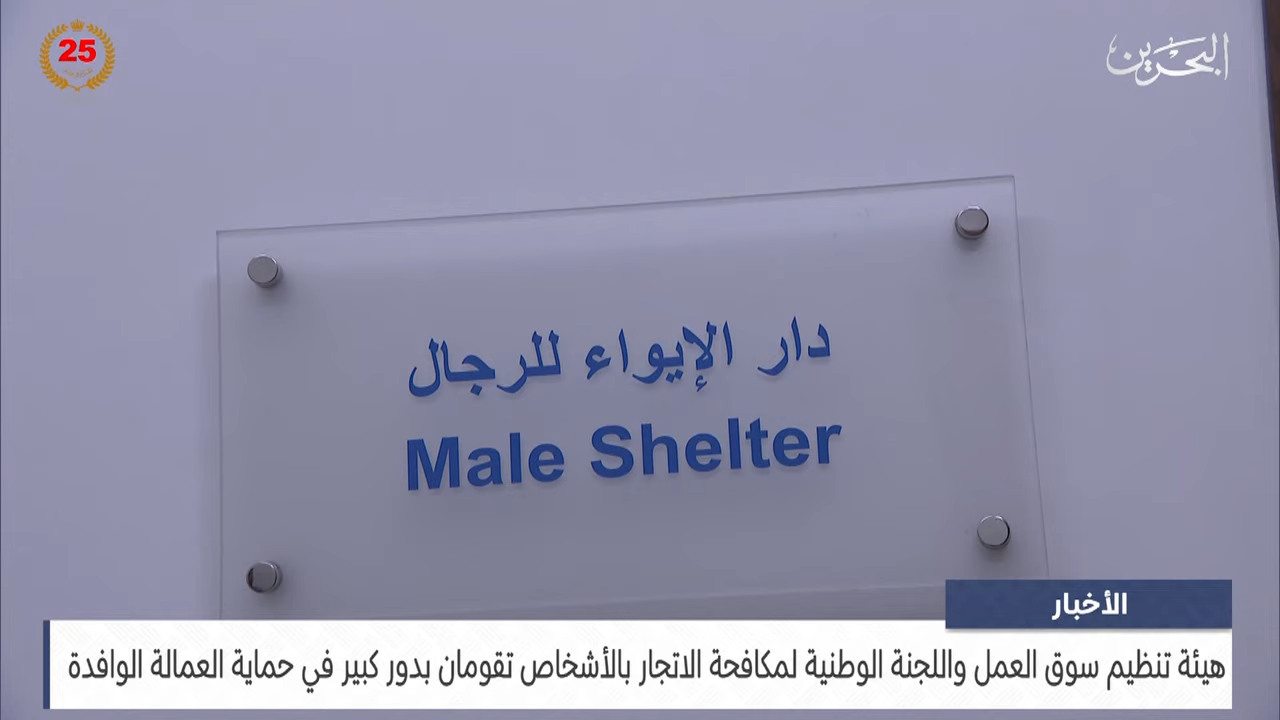 25
البحرين
دار الإيواء للرجال
Male Shelter
الأخبار
هيئة تنظيم سوق العمل واللجنة الوطنية لمكافحة الاتجار بالأشخاص تقومان بدور كبير في حماية العمالة الوافدة